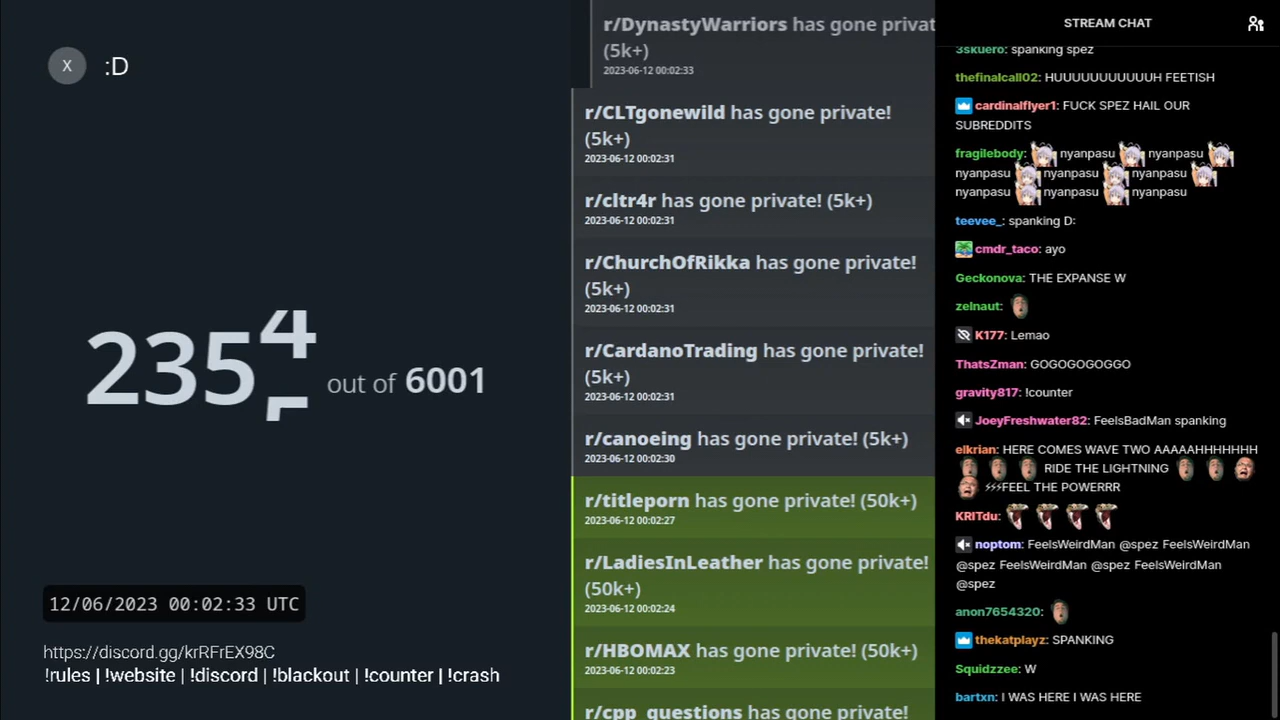 X :D
2354 out of 6001
12/06/2023 00:02:33 UTC
https://discord.gg/krRFrEX98C
!rules | !website | !discord | !blackout | !counter | !crash
r/DynastyWarriors has gone privat
(5k+)
2023-06-12 00:02:33
r/CLTgonewild has gone private!
(5k+)
2023-06-12 00:02:31
r/cltr4r has gone private! (5k+)
2023-06-12 00:02:31
r/ChurchOfRikka has gone private!
(5k+)
2023-06-12 00:02:31
r/CardanoTrading has gone private!
(5k+)
2023-06-12 00:02:31
r/canoeing has gone private! (5k+)
2023-06-12 00:02:30
r/titleporn has gone private! (50k+)
2023-06-12 00:02:27
r/LadiesInLeather has gone private!
(50k+)
2023-06-12 00:02:24
r/HBOMAX has gone private! (50k+)
2023-06-12 00:02:23
r/cpp_questions has gone private!
STREAM CHAT
3skuero: spanking spez
thefinalcall02: HUUUUUUUUUUUH FEETISH
cardinalflyer1: FUCK SPEZ HAIL OUR
SUBREDDITS
fragilebody: nyanpasu nyanpasu
nyanpasu nyanpasu nyanpasu
nyanpasu nyanpasu nyanpasu
teevee_: spanking D:
cmdr_taco: ayo
Geckonova: THE EXPANSE W
zelnaut:
K177: Lemao
ThatsZman: GOGOGOGOGGO
gravity817: !counter
JoeyFreshwater82: FeelsBadMan spanking
elkrian: HERE COMES WAVE TWO AAAAAHHHHHHH
RIDE THE LIGHTNING
⚡⚡⚡FEEL THE POWERRR
KRITdu:
noptom: FeelsWeirdMan @spez FeelsWeirdMan
@spez FeelsWeirdMan @spez FeelsWeirdMan
@spez
anon7654320:
thekatplayz: SPANKING
Squidzzee: W
bartxn: I WAS HERE I WAS HERE